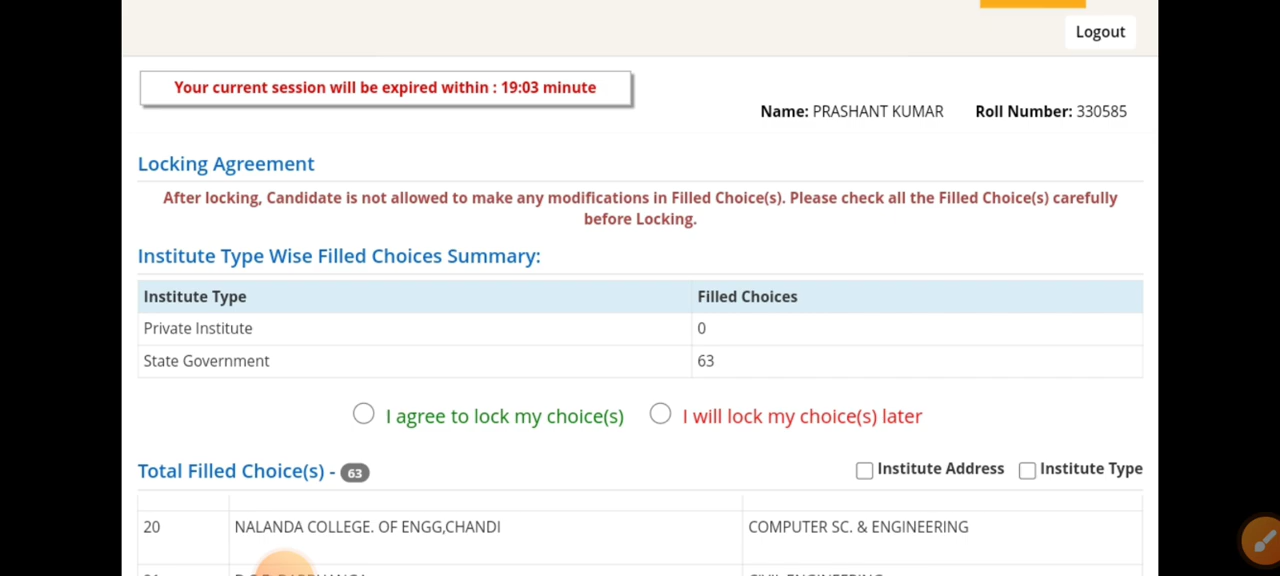 Logout
Your current session will be expired within : 19:03 minute
Name: PRASHANT KUMAR Roll Number: 330585
Locking Agreement
After locking, Candidate is not allowed to make any modifications in Filled Choice(s). Please check all the Filled Choice(s) carefully
before Locking.
Institute Type Wise Filled Choices Summary:
Institute Type Filled Choices
Private Institute 0
State Government 63
I agree to lock my choice(s) I will lock my choice(s) later
Total Filled Choice(s) - 63 Institute Address Institute Type
20 NALANDA COLLEGE. OF ENGG,CHANDI COMPUTER SC. & ENGINEERING
CIVIL ENGINEERING